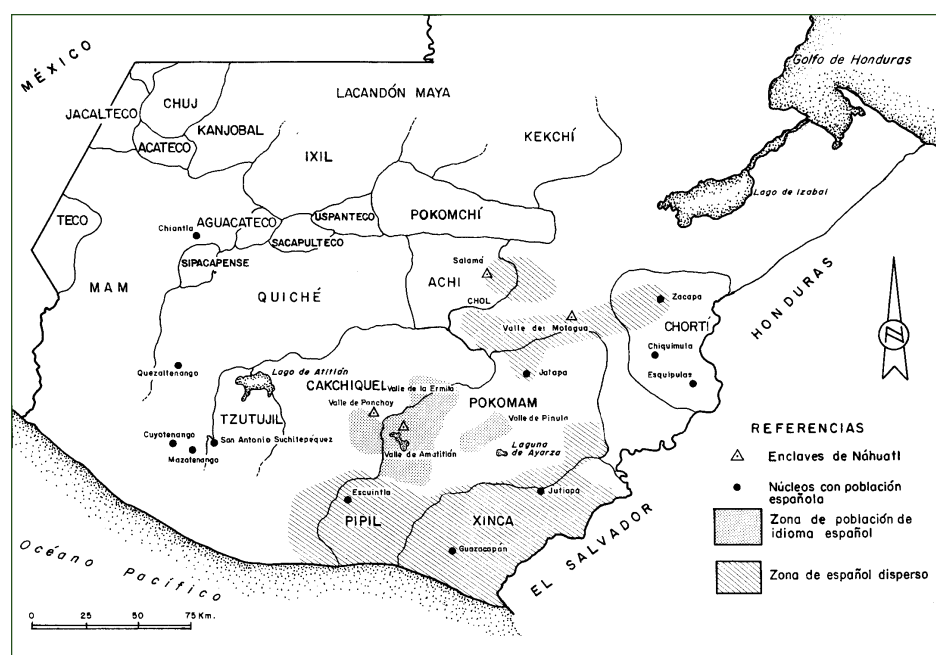 MÉXICO
Golfo de Honduras
CHUJ
LACANDÓN MAYA
JACALTECO
KANJOBAL
KEKCHÍ
ACATECO
IXIL
Lago de Izabal
TECO
AGUACATECO
USPANTECO
POKOMCHÍ
Chiantla
SACAPULTECO
SIPACAPENSE
Salamá
HONDURAS
MAM
QUICHÉ
ACHI
CHOL
Zacapa
Valle del Motagua
CHORTÍ
Chiquimula
Quezaltenango
Lago de Atitlán
Jalapa
Esquipulas
CAKCHIQUEL
Valle de la Ermita
Valle de Panchoy
POKOMAM
TZUTUJIL
Valle de Pinula
Cuyotenango
San Antonio Suchitepéquez
Laguna
de Ayarza
Mazatenango
Valle de Amatitlán
Escuintla
Jutiapa
PIPIL
XINCA
Guazacapán
EL SALVADOR
Océano Pacífico
0 25 50 75 Km.
REFERENCIAS
Enclaves de Náhuatl
Núcleos con población
española
Zona de población de
idioma español
Zona de español disperso